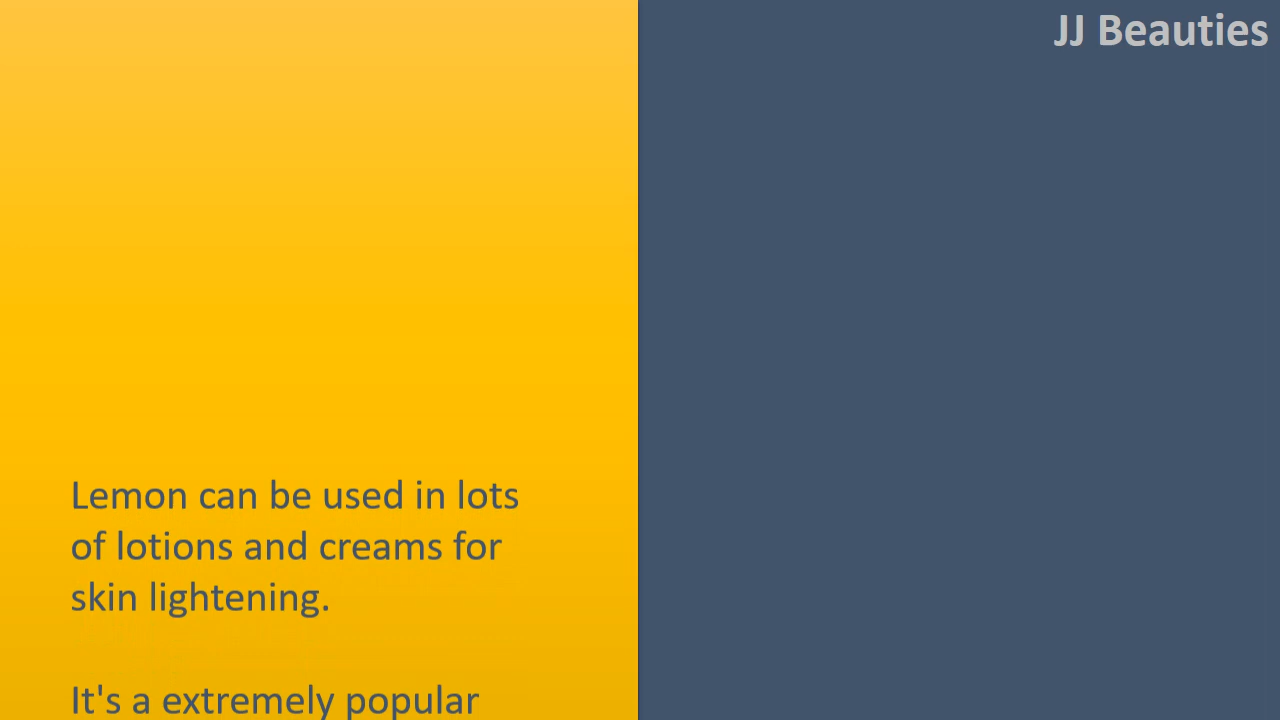 JJ Beauties
Lemon can be used in lots
of lotions and creams for
skin lightening.
It's a extremely popular